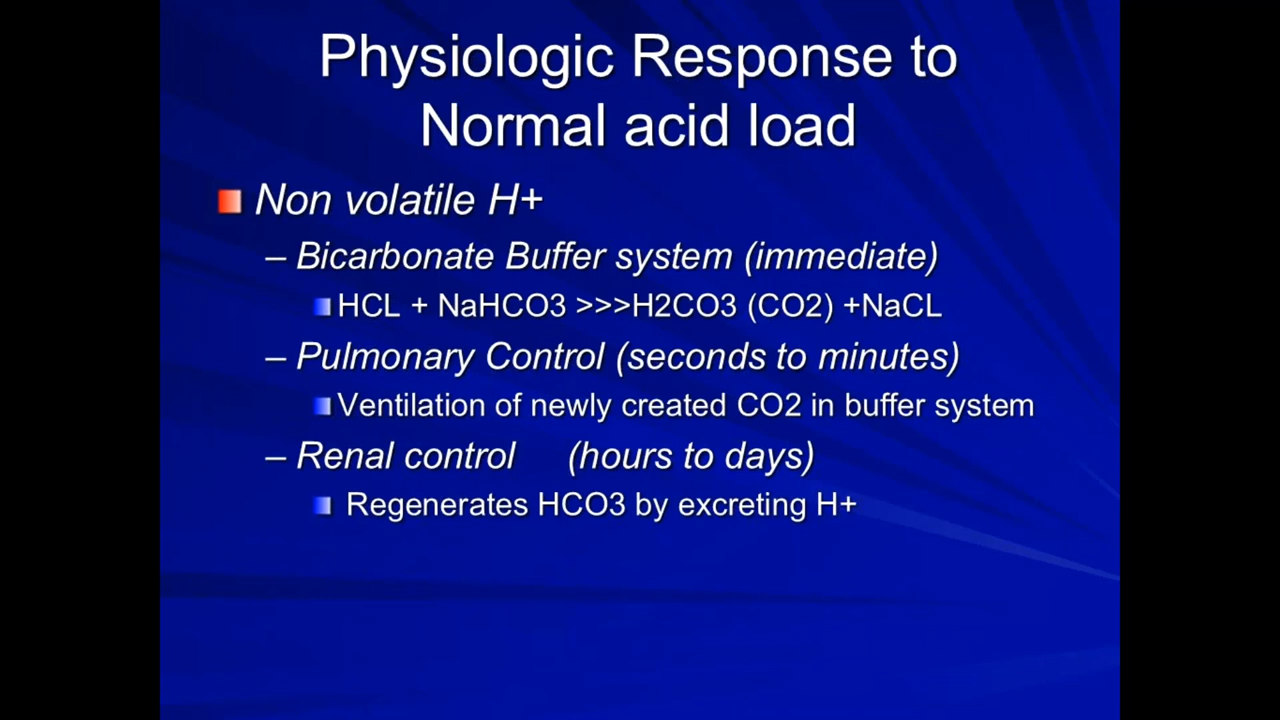 Physiologic Response to
Normal acid load
Non volatile H+
– Bicarbonate Buffer system (immediate)
HCL + NaHCO3 >>>H2CO3 (CO2) +NaCL
– Pulmonary Control (seconds to minutes)
Ventilation of newly created CO2 in buffer system
– Renal control (hours to days)
Regenerates HCO3 by excreting H+